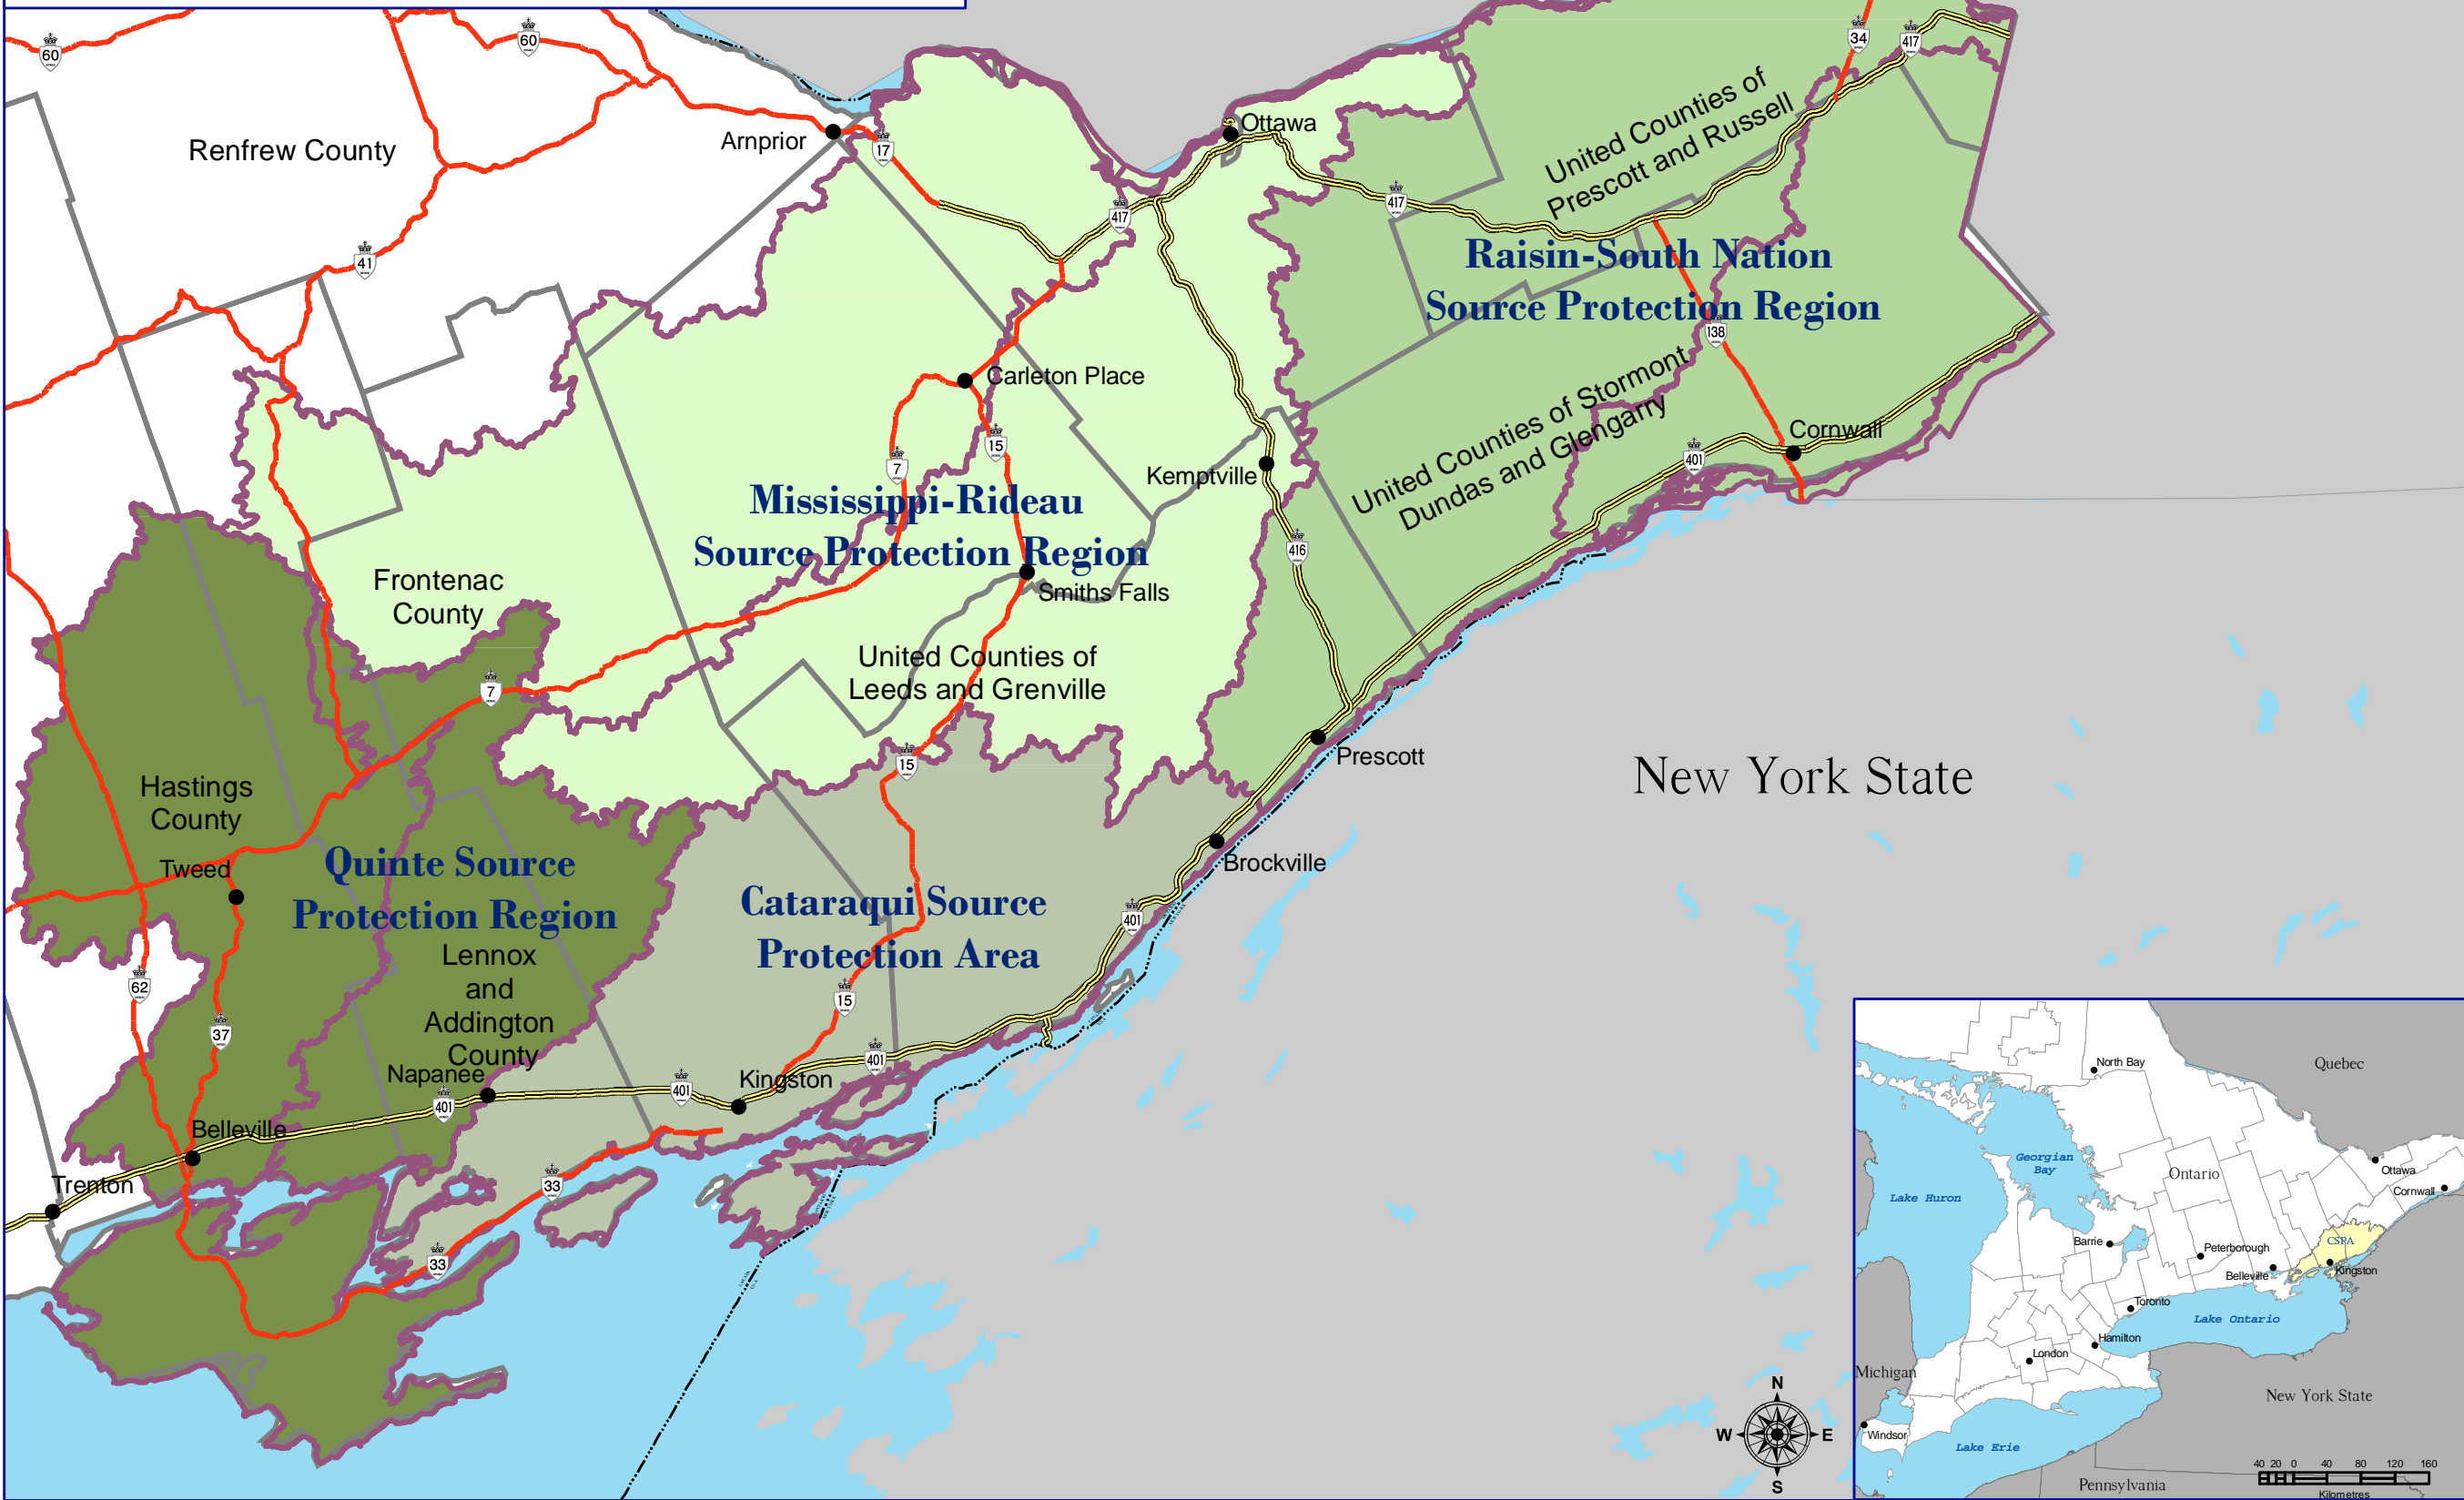 60
60
34
417
Renfrew County
Arnprior
17
Ottawa
United Counties of
Prescott and Russell
417
417
41
Raisin-South Nation
Source Protection Region
138
Carleton Place
United Counties of Stormont
Dundas and Glengarry
Cornwall
401
15
7
Kemptville
Mississippi-Rideau
Source Protection Region
416
Frontenac
County
Smiths Falls
United Counties of
Leeds and Grenville
7
15
Prescott
New York State
Hastings
County
Tweed
Quinte Source
Protection Region
Brockville
Cataraqui Source
Protection Area
401
Lennox
and
Addington
County
62
37
15
401
Napanee
401
401
Kingston
Belleville
Trenton
33
33
N
W
E
S
North Bay
Quebec
Georgian
Bay
Ontario
Ottawa
Cornwall
Lake Huron
Barrie
Peterborough
CSPA
Belleville
Kingston
Toronto
Lake Ontario
Hamilton
London
Michigan
New York State
Windsor
Lake Erie
Pennsylvania
40 20 0 40 80 120 160
Kilometres